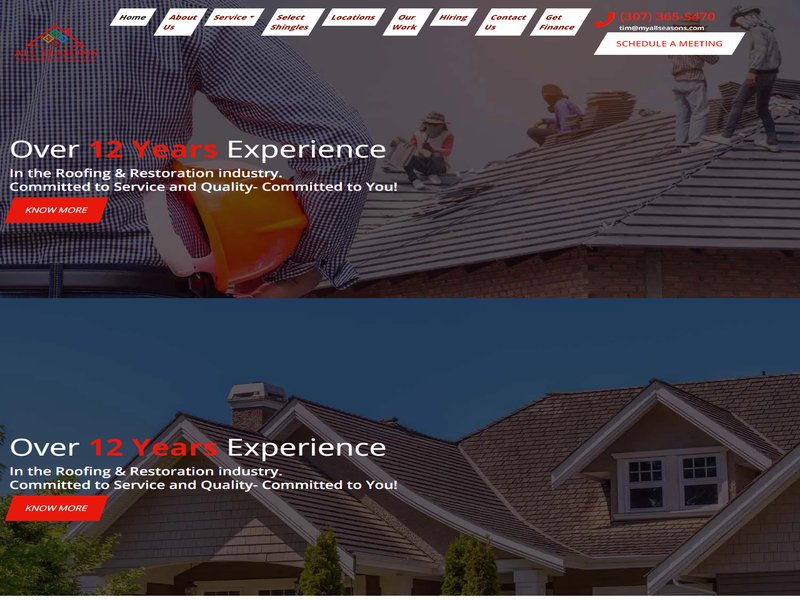 Home
About Us
Service
Select Shingles
Locations
Our Work
Hiring
Contact Us
Get Finance
(307) 365-5470
tim@myallseasons.com
SCHEDULE A MEETING
ALL SEASONS
Over 12 Years Experience
In the Roofing & Restoration industry.
Committed to Service and Quality- Committed to You!
KNOW MORE
Over 12 Years Experience
In the Roofing & Restoration industry.
Committed to Service and Quality- Committed to You!
KNOW MORE